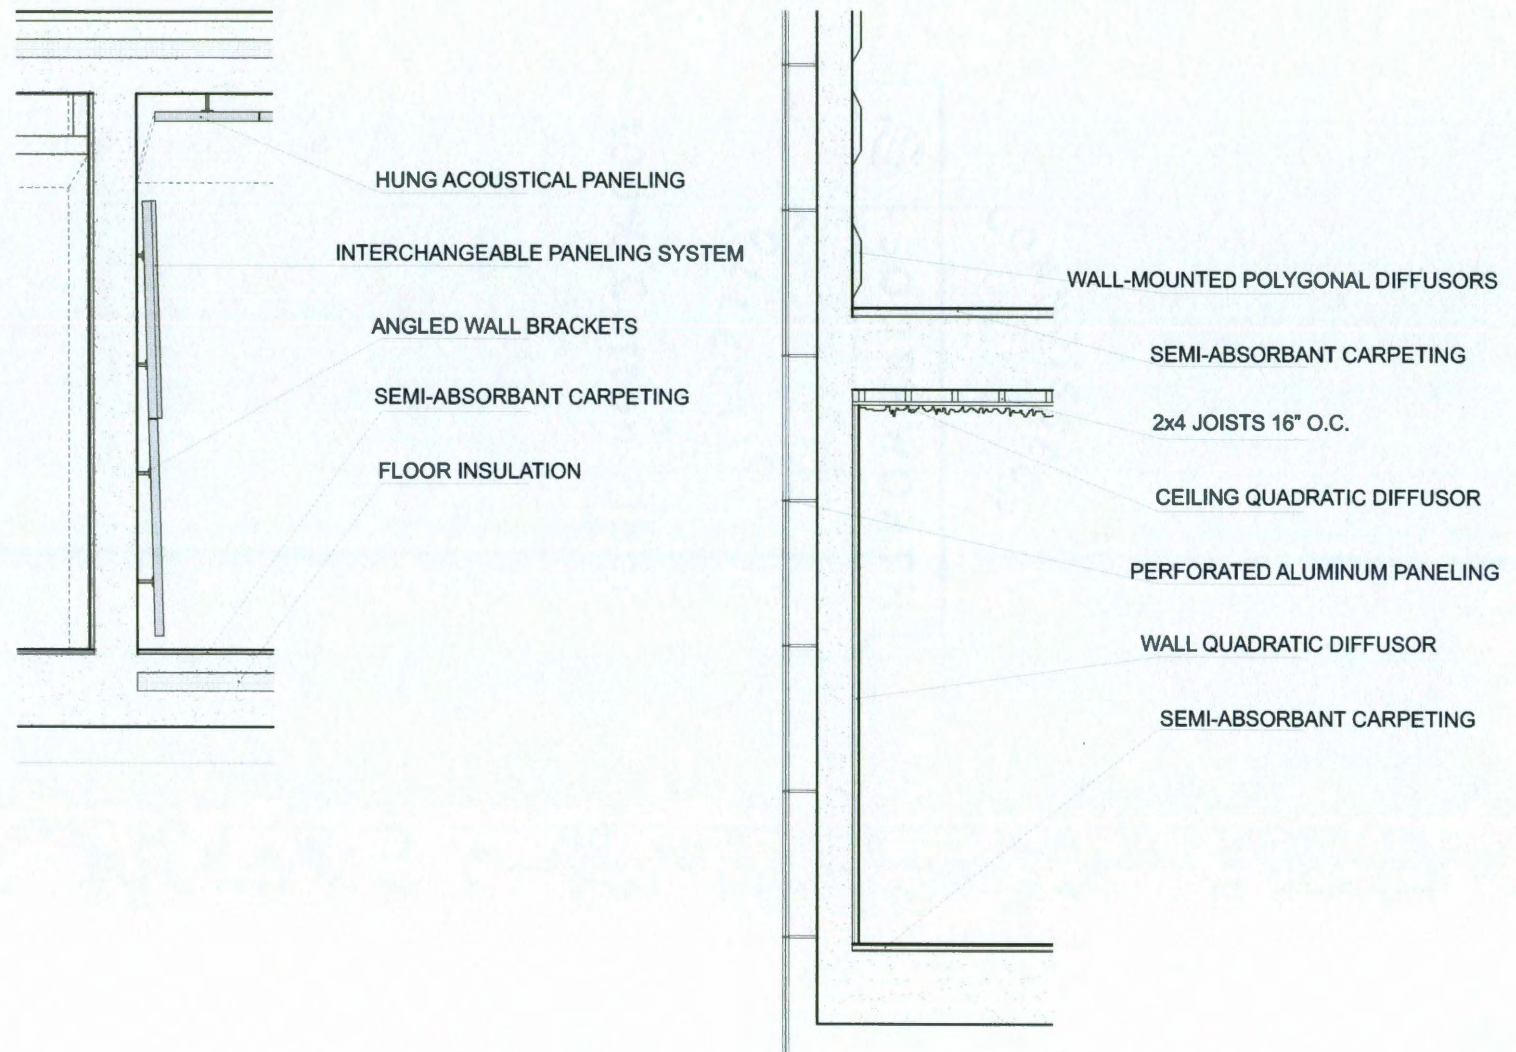 HUNG ACOUSTICAL PANELING
INTERCHANGEABLE PANELING SYSTEM
ANGLED WALL BRACKETS
SEMI-ABSORBANT CARPETING
FLOOR INSULATION
WALL-MOUNTED POLYGONAL DIFFUSORS
SEMI-ABSORBANT CARPETING
2x4 JOISTS 16" O.C.
CEILING QUADRATIC DIFFUSOR
PERFORATED ALUMINUM PANELING
WALL QUADRATIC DIFFUSOR
SEMI-ABSORBANT CARPETING